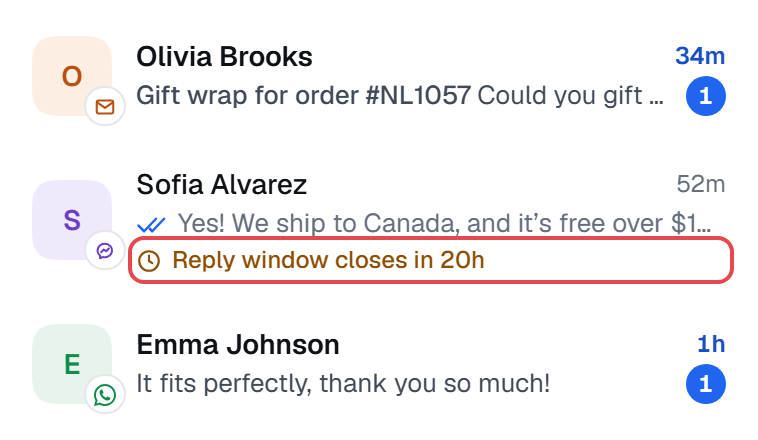 O
Olivia Brooks
34m
Gift wrap for order #NL1057 Could you gift ...
1
S
Sofia Alvarez
52m
Yes! We ship to Canada, and it’s free over $1...
Reply window closes in 20h
E
Emma Johnson
1h
It fits perfectly, thank you so much!
1